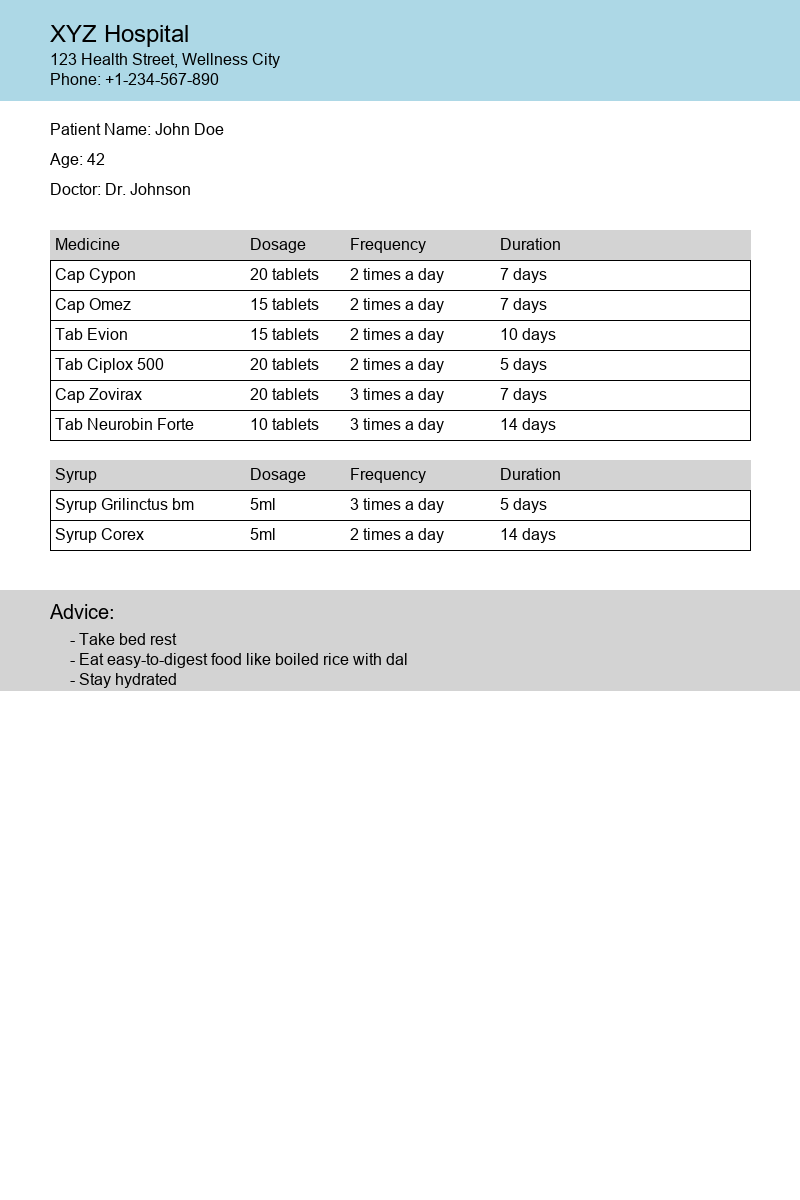 XYZ Hospital
123 Health Street, Wellness City
Phone: +1-234-567-890
Patient Name: John Doe
Age: 42
Doctor: Dr. Johnson
Medicine Dosage Frequency Duration
Cap Cypon 20 tablets 2 times a day 7 days
Cap Omez 15 tablets 2 times a day 7 days
Tab Evion 15 tablets 2 times a day 10 days
Tab Ciplox 500 20 tablets 2 times a day 5 days
Cap Zovirax 20 tablets 3 times a day 7 days
Tab Neurobin Forte 10 tablets 3 times a day 14 days
Syrup Dosage Frequency Duration
Syrup Grilinctus bm 5ml 3 times a day 5 days
Syrup Corex 5ml 2 times a day 14 days
Advice:
- Take bed rest
- Eat easy-to-digest food like boiled rice with dal
- Stay hydrated